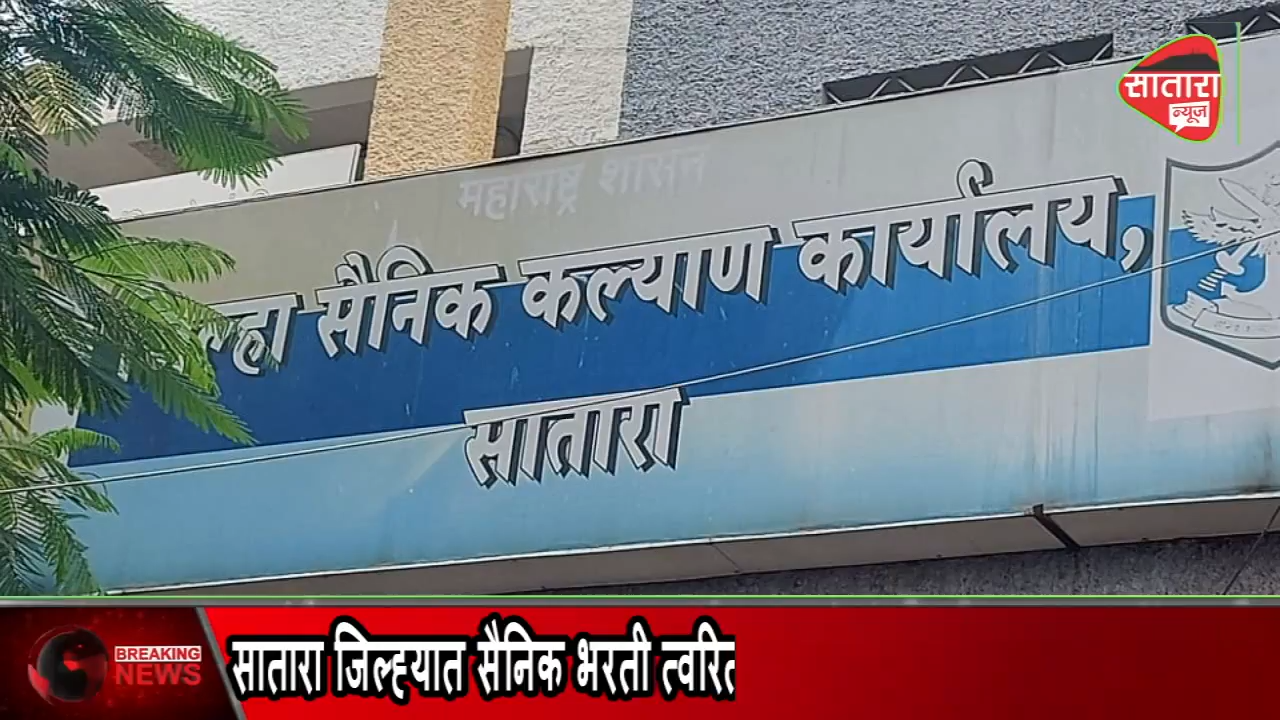 सातारा
न्यूज
महाराष्ट्र शासन
सैनिक कल्याण कार्यालय,
सातारा
BREAKING
NEWS
सातारा जिल्ह्यात सैनिक भरती त्वरित